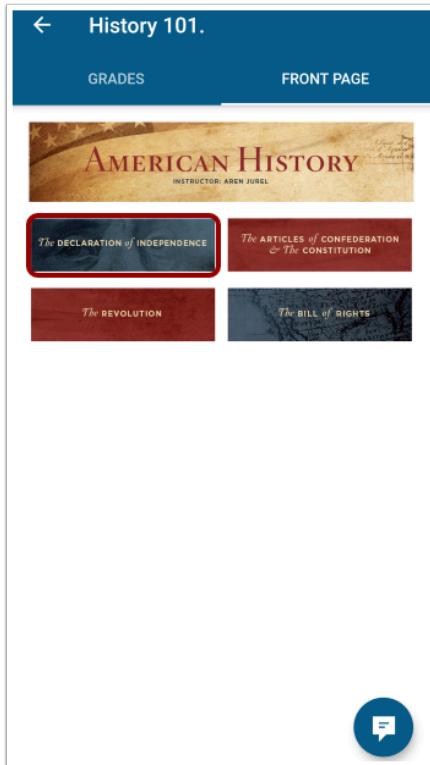 History 101.
GRADES
FRONT PAGE
AMERICAN HISTORY
INSTRUCTOR: AREN JUREL
The DECLARATION of INDEPENDENCE
The ARTICLES of CONFEDERATION
& The CONSTITUTION
The REVOLUTION
The BILL of RIGHTS